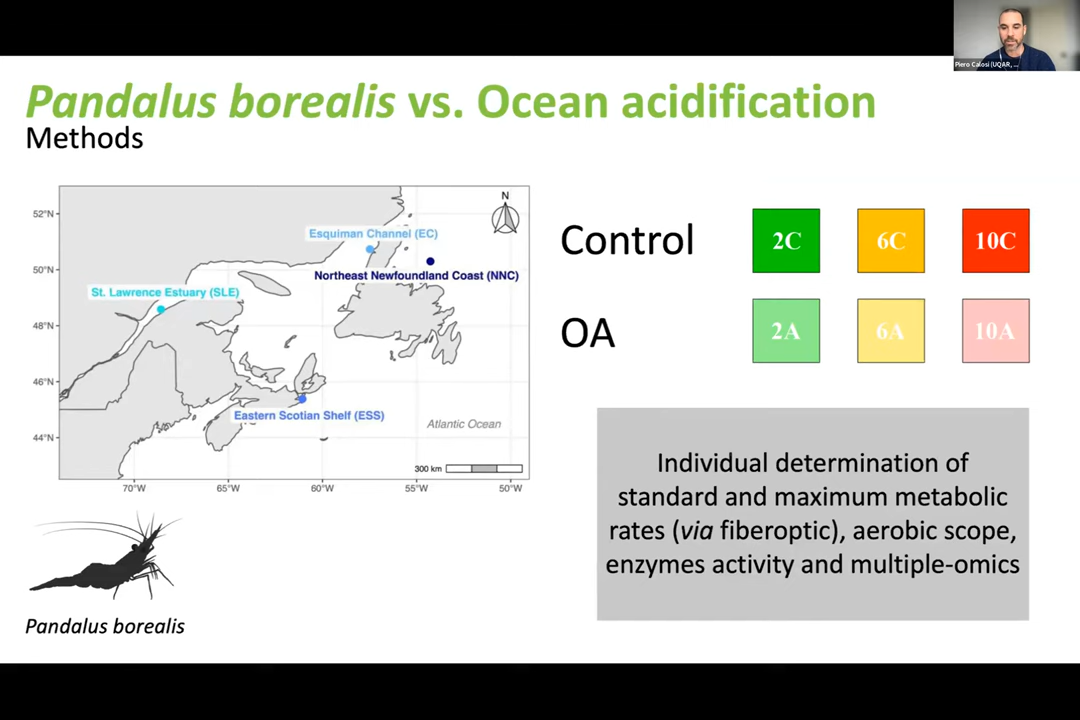 Piero Calosi (UQAR, ...
Pandalus borealis vs. Ocean acidification
Methods
N
52°N
50°N
48°N
46°N
44°N
70°W
65°W
60°W
55°W
50°W
Esquiman Channel (EC)
Northeast Newfoundland Coast (NNC)
St. Lawrence Estuary (SLE)
Eastern Scotian Shelf (ESS)
Atlantic Ocean
300 km
Control
2C
6C
10C
OA
2A
6A
10A
Individual determination of
standard and maximum metabolic
rates (via fiberoptic), aerobic scope,
enzymes activity and multiple-omics
Pandalus borealis